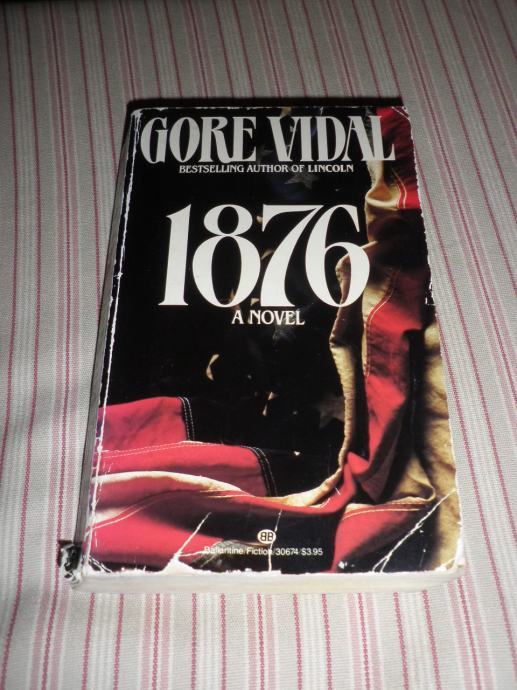 GORE VIDAL
BESTSELLING AUTHOR OF LINCOLN
1876
A NOVEL
BB
Ballantine/Fiction/30674/$3.95